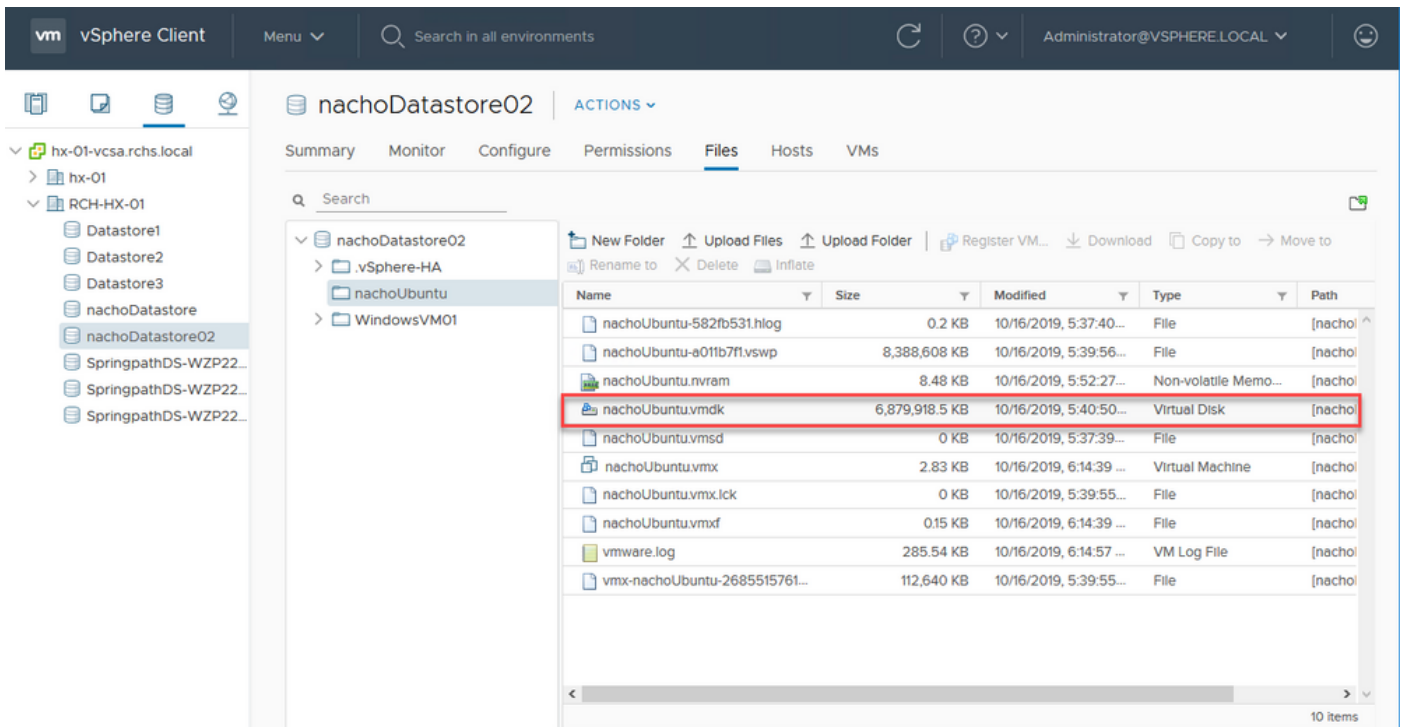 vm vSphere Client Menu Search in all environments Administrator@VSPHERE.LOCAL
nachoDatastore02 ACTIONS
Summary Monitor Configure Permissions Files Hosts VMs
hx-01-vcsa.rchs.local
hx-01
RCH-HX-01
Datastore1
Datastore2
Datastore3
nachoDatastore
nachoDatastore02
SpringpathDS-WZP22...
SpringpathDS-WZP22...
SpringpathDS-WZP22...
Search
nachoDatastore02
.vSphere-HA
nachoUbuntu
WindowsVM01
New Folder Upload Files Upload Folder Register VM... Download Copy to Move to
Rename to Delete Inflate
Name Size Modified Type Path
nachoUbuntu-582fb531.hlog 0.2 KB 10/16/2019, 5:37:40... File [nachol
nachoUbuntu-a011b7f1.vswp 8,388,608 KB 10/16/2019, 5:39:56... File [nachol
nachoUbuntu.nvram 8.48 KB 10/16/2019, 5:52:27... Non-volatile Memo... [nachol
nachoUbuntu.vmdk 6,879,918.5 KB 10/16/2019, 5:40:50... Virtual Disk [nachol
nachoUbuntu.vmsd 0 KB 10/16/2019, 5:37:39... File [nachol
nachoUbuntu.vmx 2.83 KB 10/16/2019, 6:14:39 ... Virtual Machine [nachol
nachoUbuntu.vmx.lck 0 KB 10/16/2019, 5:39:55... File [nachol
nachoUbuntu.vmxf 0.15 KB 10/16/2019, 6:14:39 ... File [nachol
vmware.log 285.54 KB 10/16/2019, 6:14:57 ... VM Log File [nachol
vmx-nachoUbuntu-2685515761... 112,640 KB 10/16/2019, 5:39:55... File [nachol
10 items